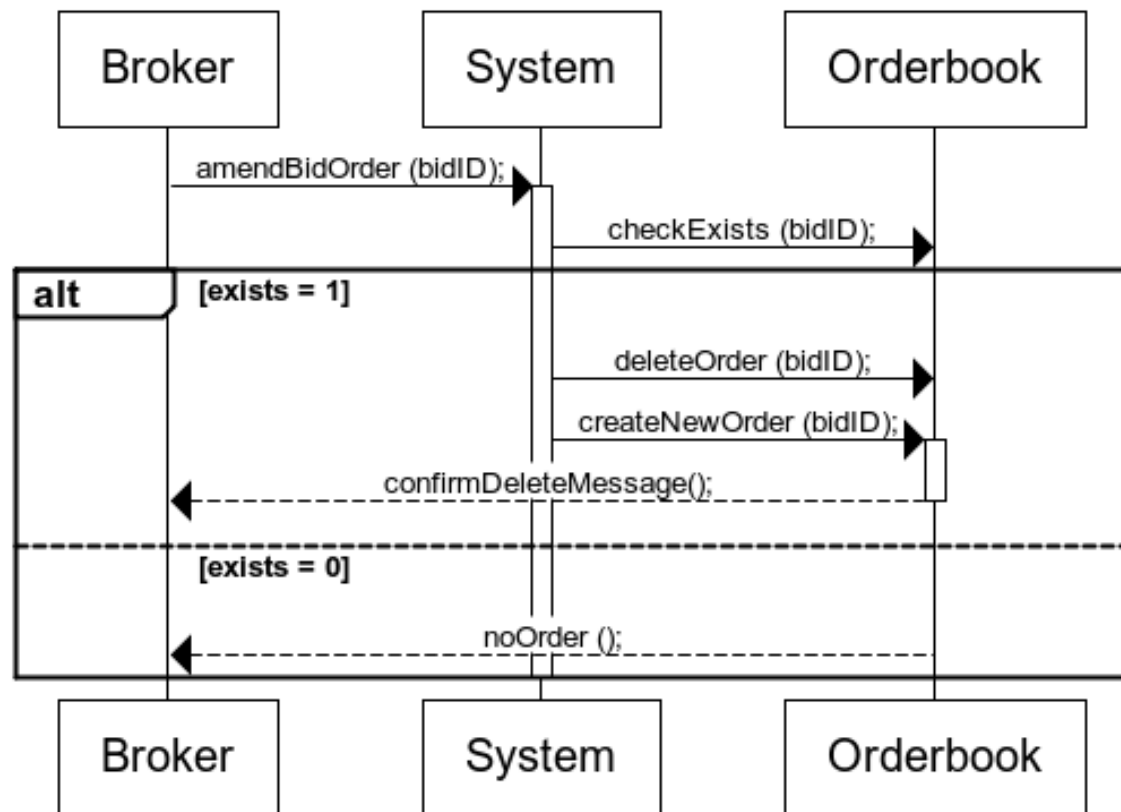 Broker
System
Orderbook
amendBidOrder (bidID);
checkExists (bidID);
alt
[exists = 1]
deleteOrder (bidID);
createNewOrder (bidID);
confirmDeleteMessage();
[exists = 0]
noOrder ();
Broker
System
Orderbook